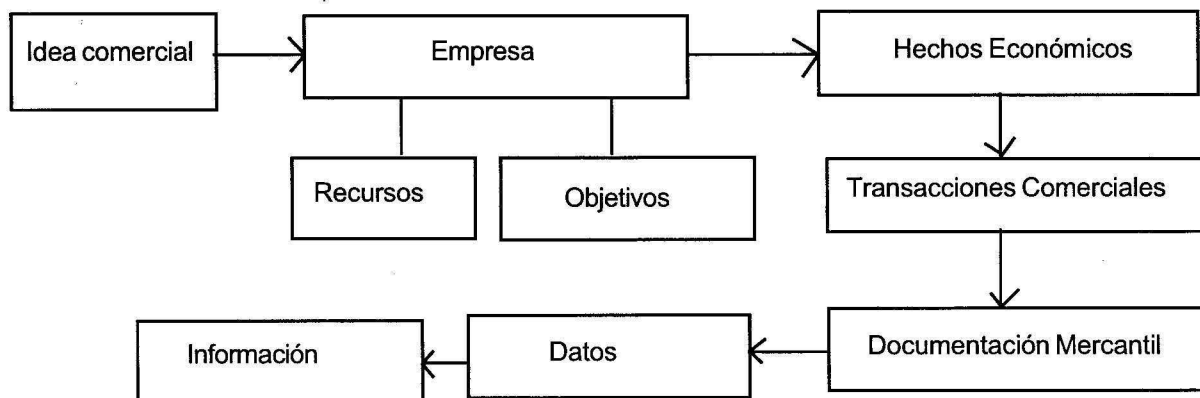 Idea comercial
Empresa
Hechos Económicos
Recursos
Objetivos
Transacciones Comerciales
Información
Datos
Documentación Mercantil